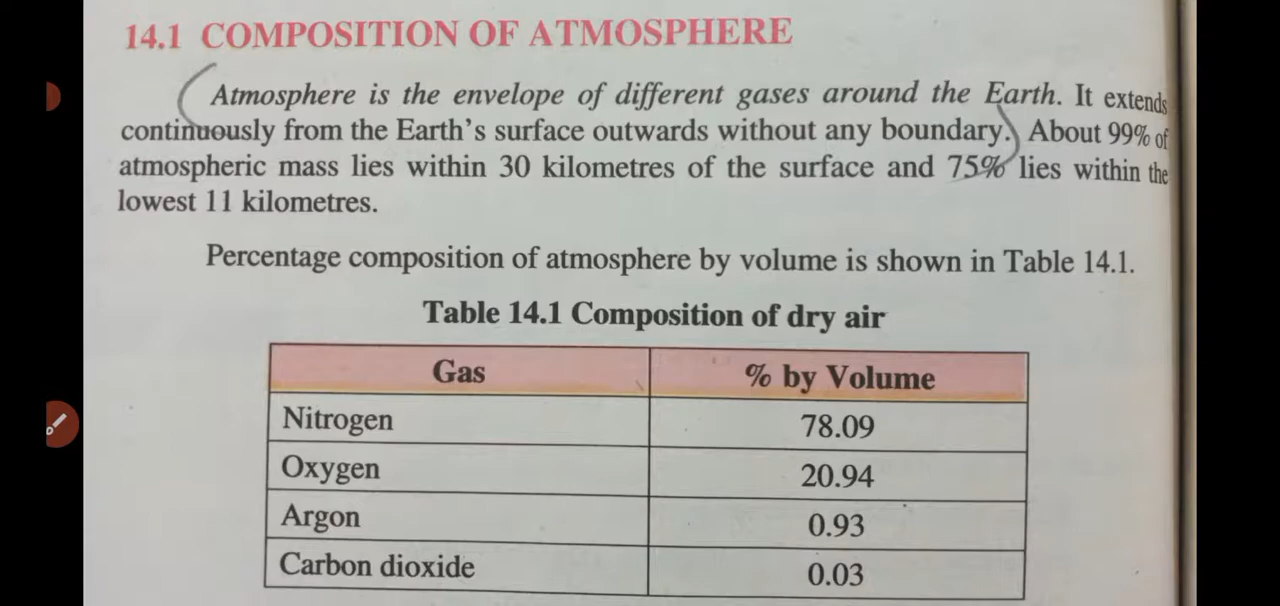 14.1 COMPOSITION OF ATMOSPHERE
Atmosphere is the envelope of different gases around the Earth. It extends
continuously from the Earth's surface outwards without any boundary. About 99% of
atmospheric mass lies within 30 kilometres of the surface and 75% lies within the
lowest 11 kilometres.
Percentage composition of atmosphere by volume is shown in Table 14.1.
Table 14.1 Composition of dry air
Gas % by Volume
Nitrogen 78.09
Oxygen 20.94
Argon 0.93
Carbon dioxide 0.03